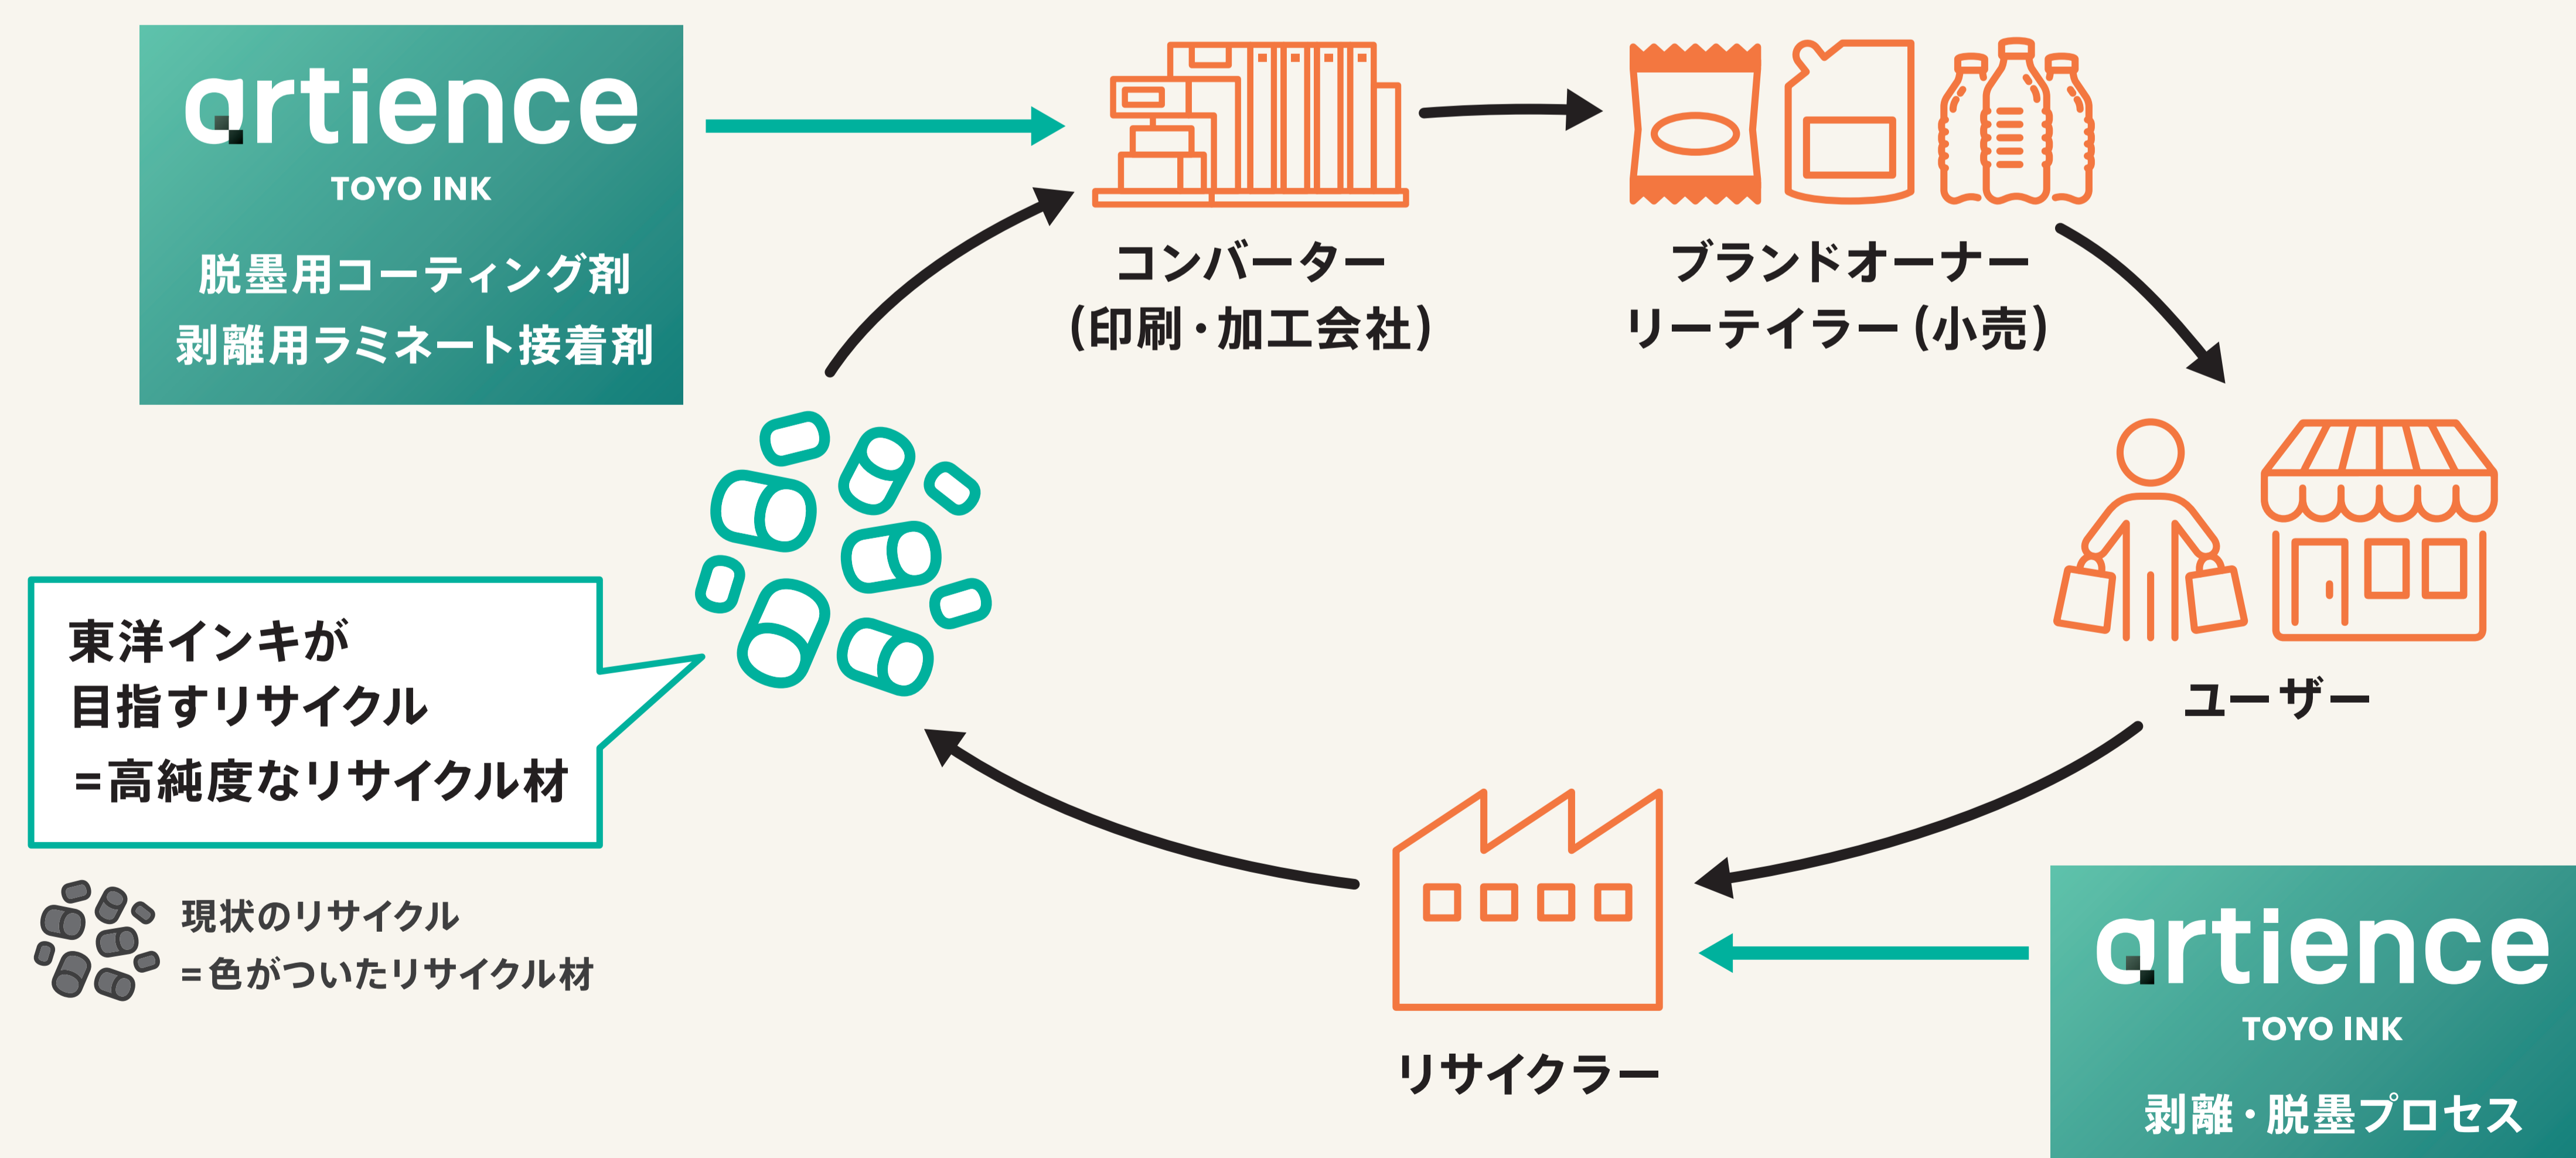 artience
TOYO INK
脱墨用コーティング剤
剥離用ラミネート接着剤
コンバーター
(印刷・加工会社)
ブランドオーナー
リーテイラー(小売)
ユーザー
東洋インキが
目指すリサイクル
=高純度なリサイクル材
現状のリサイクル
=色がついたリサイクル材
リサイクラー
artience
TOYO INK
剥離・脱墨プロセス